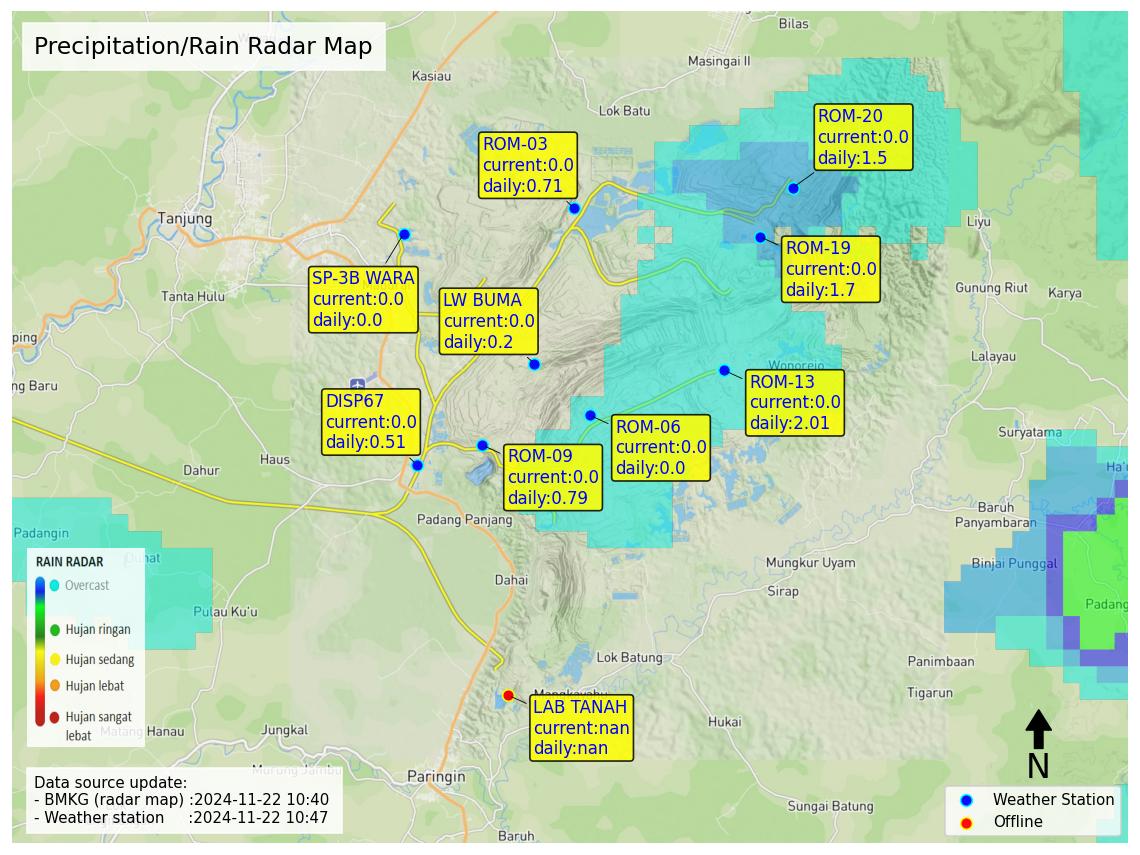 Precipitation/Rain Radar Map
Bilas
Masingai II
Kasiau
Lok Batu
ROM-20
current:0.0
daily:1.5
ROM-03
current:0.0
daily:0.71
Tanjung
Liyu
ROM-19
current:0.0
daily:1.7
SP-3B WARA
current:0.0
daily:0.0
Tanta Hulu
LW BUMA
current:0.0
daily:0.2
Gunung Riut
Karya
ping
Lalayau
Wonorejo
ng Baru
ROM-13
current:0.0
daily:2.01
DISP67
current:0.0
daily:0.51
ROM-06
current:0.0
daily:0.0
Suryatama
Haus
Dahur
ROM-09
current:0.0
daily:0.79
Ha'u
Baruh
Panyambaran
Padang Panjang
Padangin
Binjai Punggal
Mungkur Uyam
Dahai
Sirap
Padang
Pulau Ku'u
RAIN RADAR
Overcast
Hujan ringan
Hujan sedang
Hujan lebat
Hujan sangat
lebat
Lok Batung
Panimbaan
Tigarun
Mangkayahu
LAB TANAH
current:nan
daily:nan
Hukai
Jungkal
Matang Hanau
Murung Jambu
Paringin
N
Data source update:
- BMKG (radar map) :2024-11-22 10:40
- Weather station :2024-11-22 10:47
Sungai Batung
Baruh
Weather Station
Offline